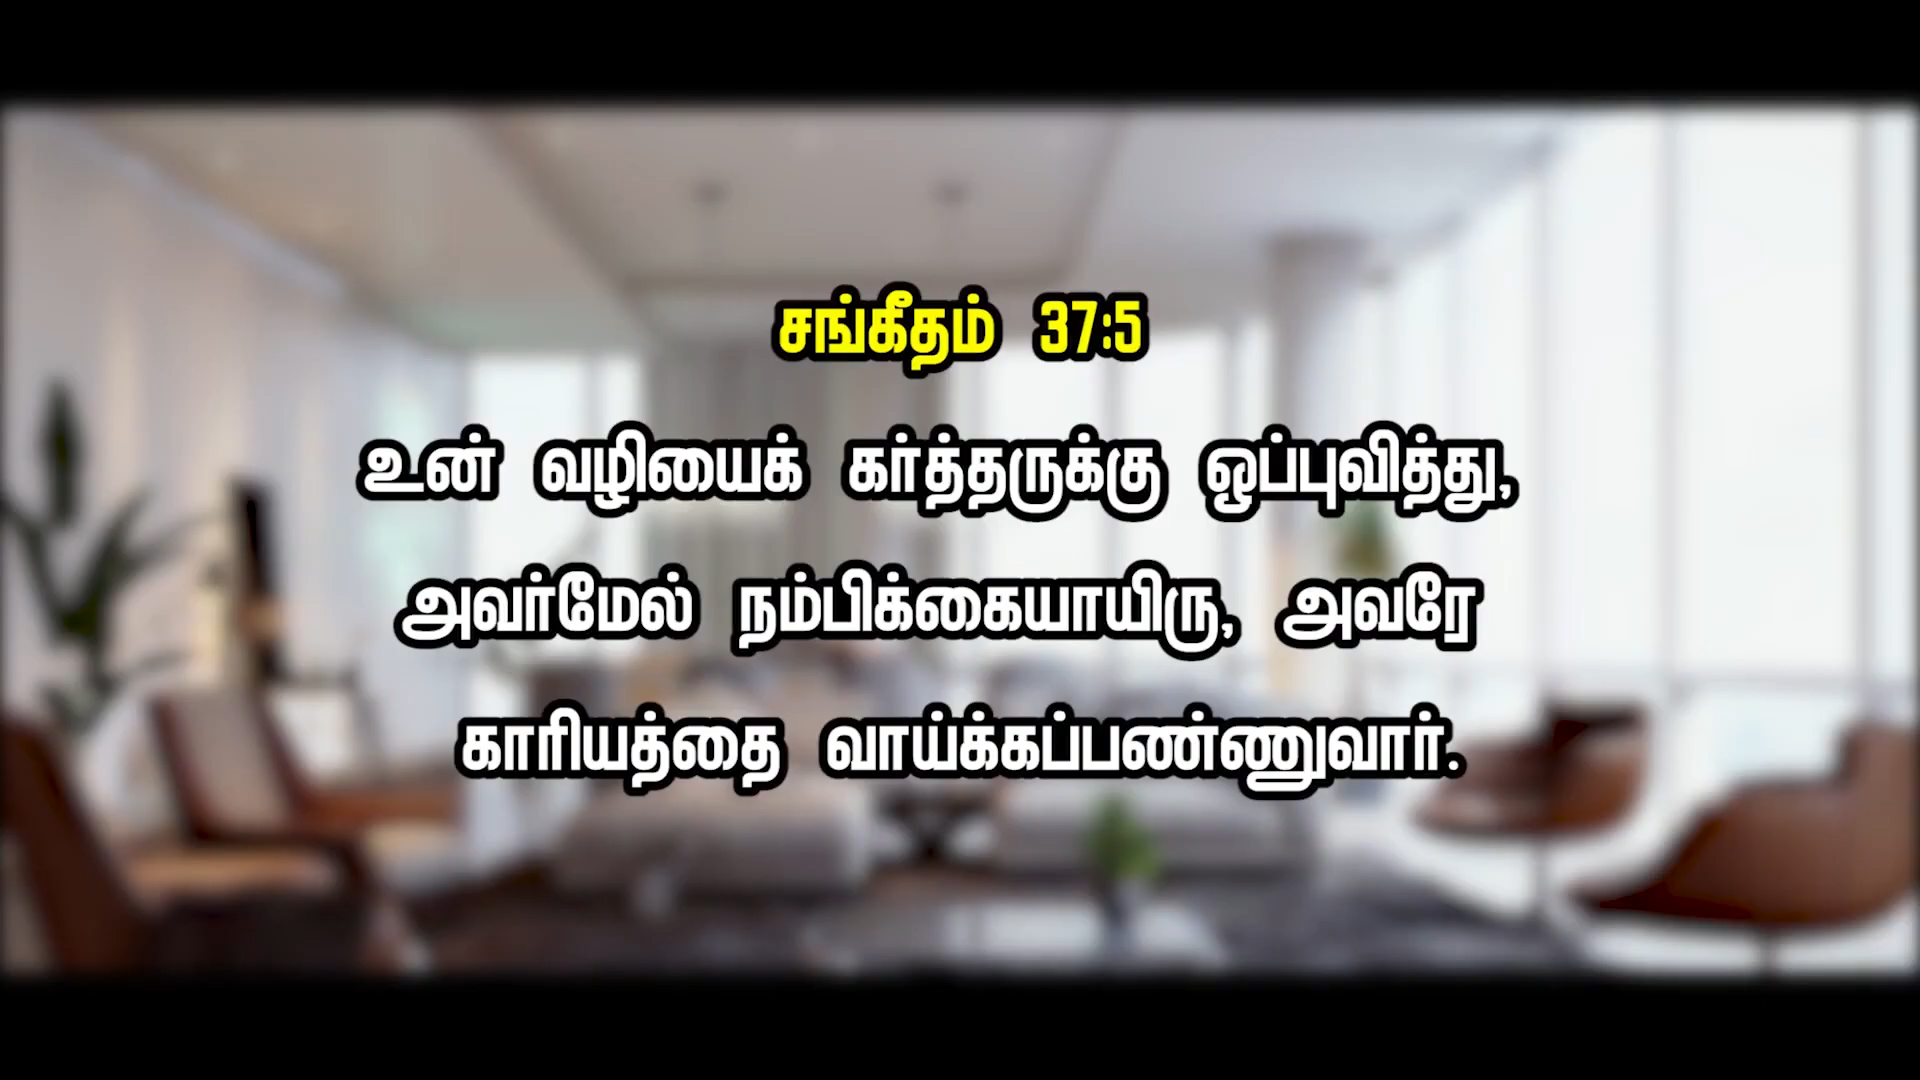 சங்கீதம் 37:5
உன் வழியைக் கர்த்தருக்கு ஒப்புவித்து,
அவர்மேல் நம்பிக்கையாயிரு, அவரே
காரியத்தை வாய்க்கப்பண்ணுவார்.